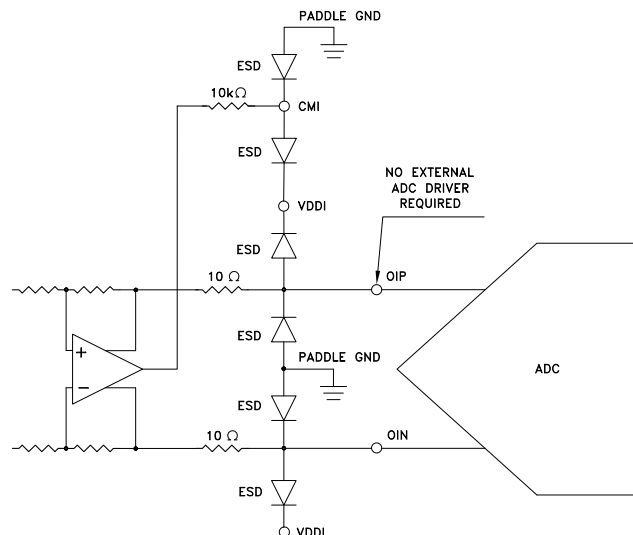 PADDLE GND
ESD
10kΩ
CMI
ESD
NO EXTERNAL
ADC DRIVER
REQUIRED
VDDI
ESD
10 Ω
OIP
ESD
+
PADDLE GND
ADC
−
ESD
10 Ω
OIN
ESD
VDDI